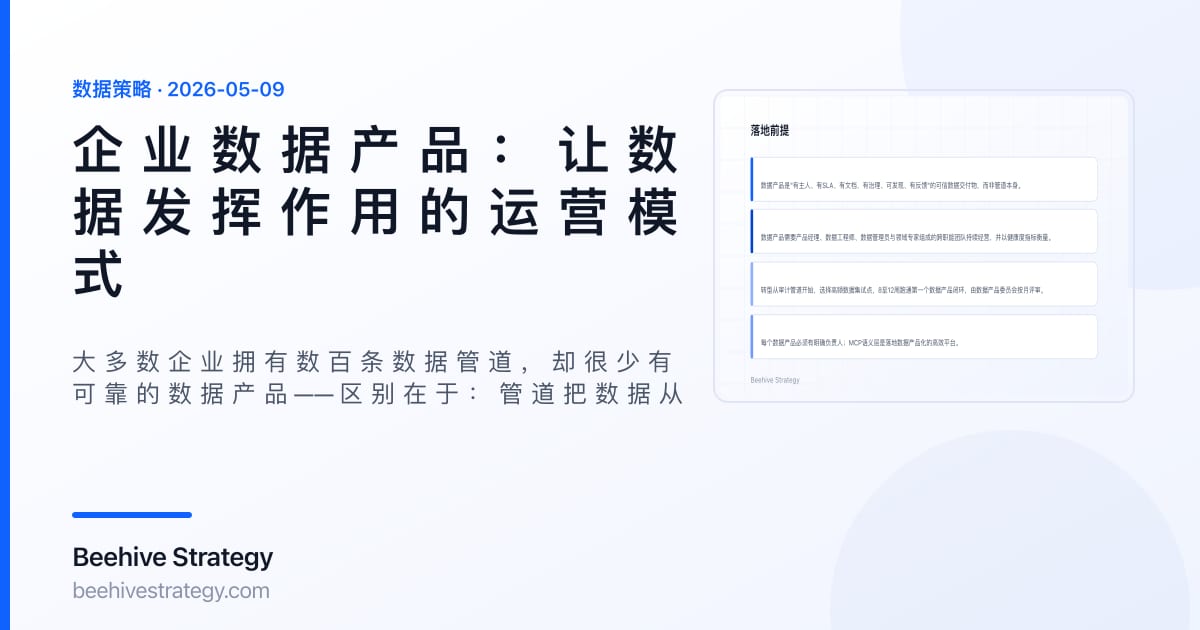 数据策略 · 2026-05-09
企业数据产品：让数
据发挥作用的运营模
式
大多数企业拥有数百条数据管道，却很少有
可靠的数据产品——区别在于：管道把数据从
Beehive Strategy
beehivestrategy.com
落地前提
数据产品是"有主人、有SLA、有文档、有治理、可发现、有反馈"的可信数据交付物，而非管道本身。
数据产品需要产品经理、数据工程师、数据管理员与领域专家组成的跨职能团队持续经营，并以健康度指标衡量。
转型从审计管道开始，选择高频数据集试点，8至12周跑通第一个数据产品闭环，由数据产品委员会按月评审。
每个数据产品必须有明确负责人；MCP语义层是落地数据产品化的高效平台。
Beehive Strategy